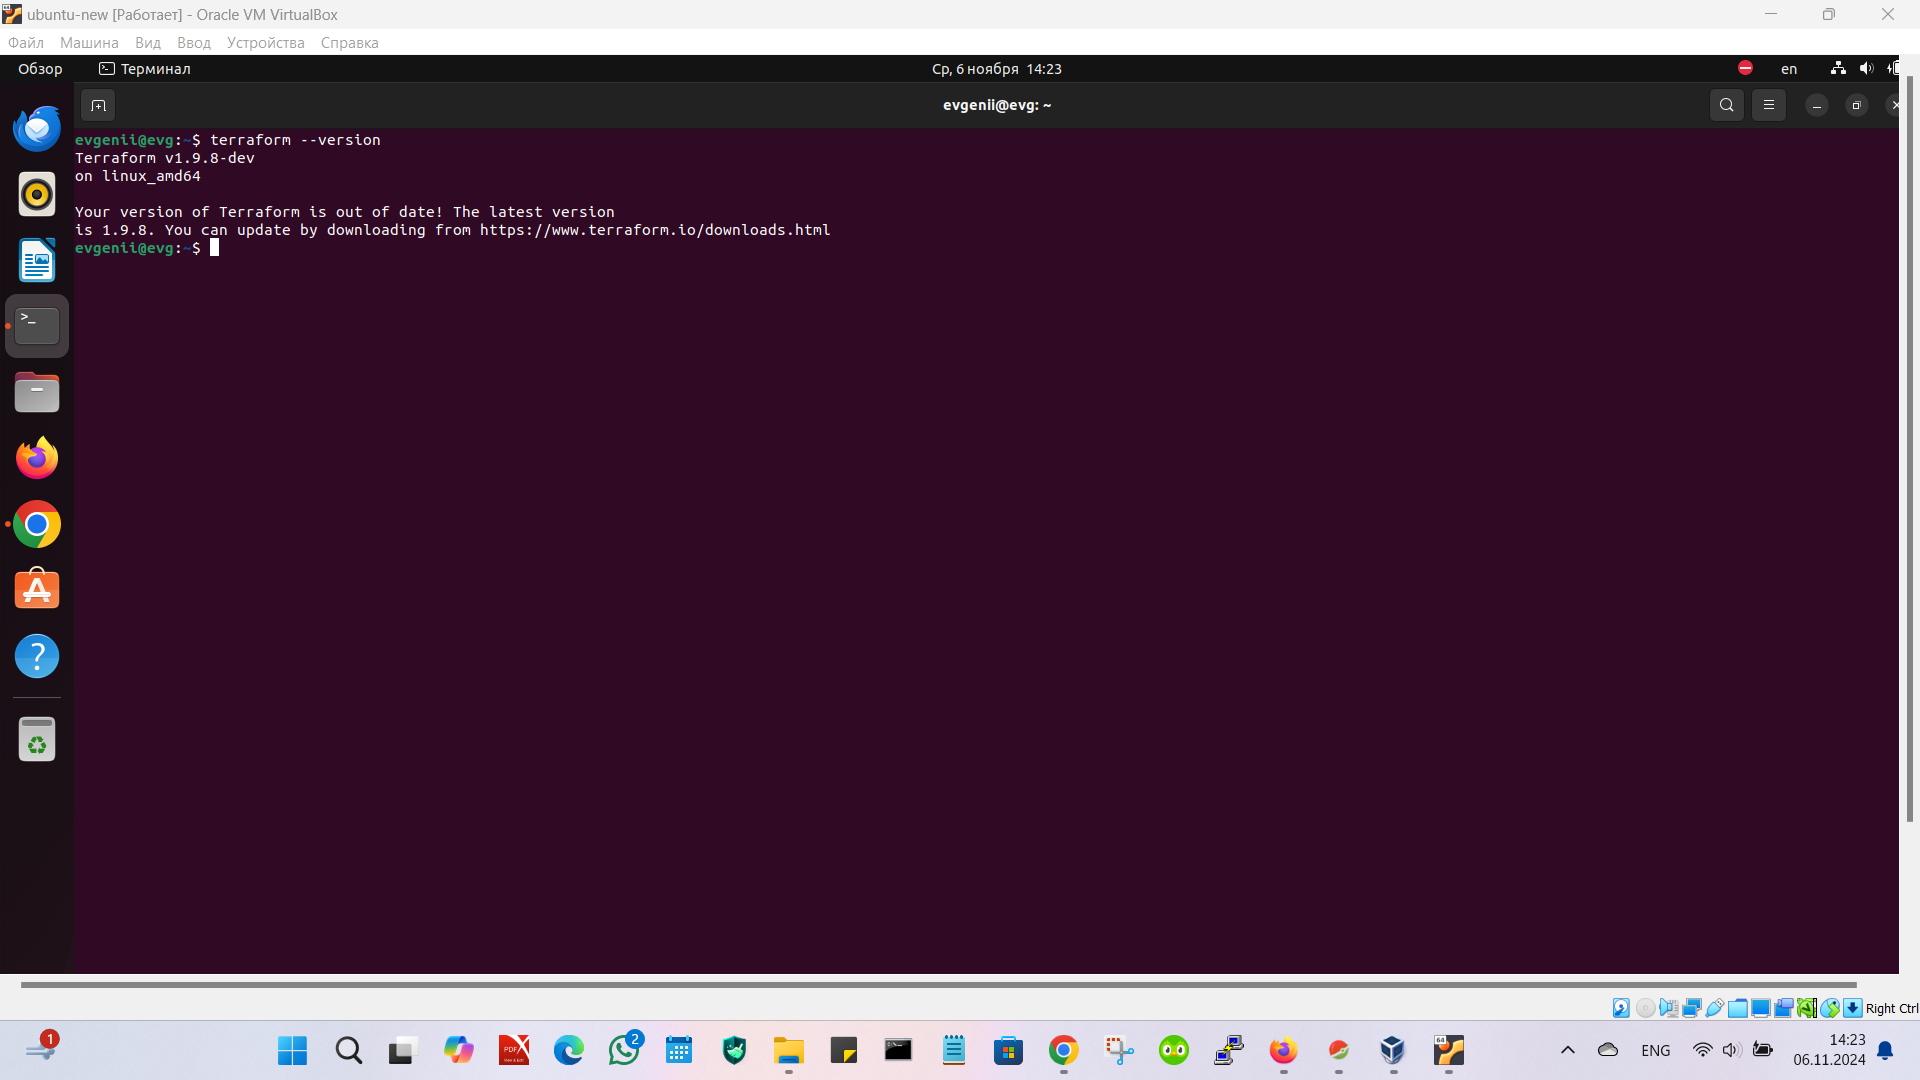 ubuntu-new [Работает] - Oracle VM VirtualBox
Файл Машина Вид Ввод Устройства Справка
Обзор Терминал Ср, 6 ноября 14:23 en
evgenii@evg: ~
evgenii@evg:~$ terraform --version
Terraform v1.9.8-dev
on linux_amd64
Your version of Terraform is out of date! The latest version
is 1.9.8. You can update by downloading from https://www.terraform.io/downloads.html
evgenii@evg:~$
Right Ctrl
1
2
ENG
14:23
06.11.2024